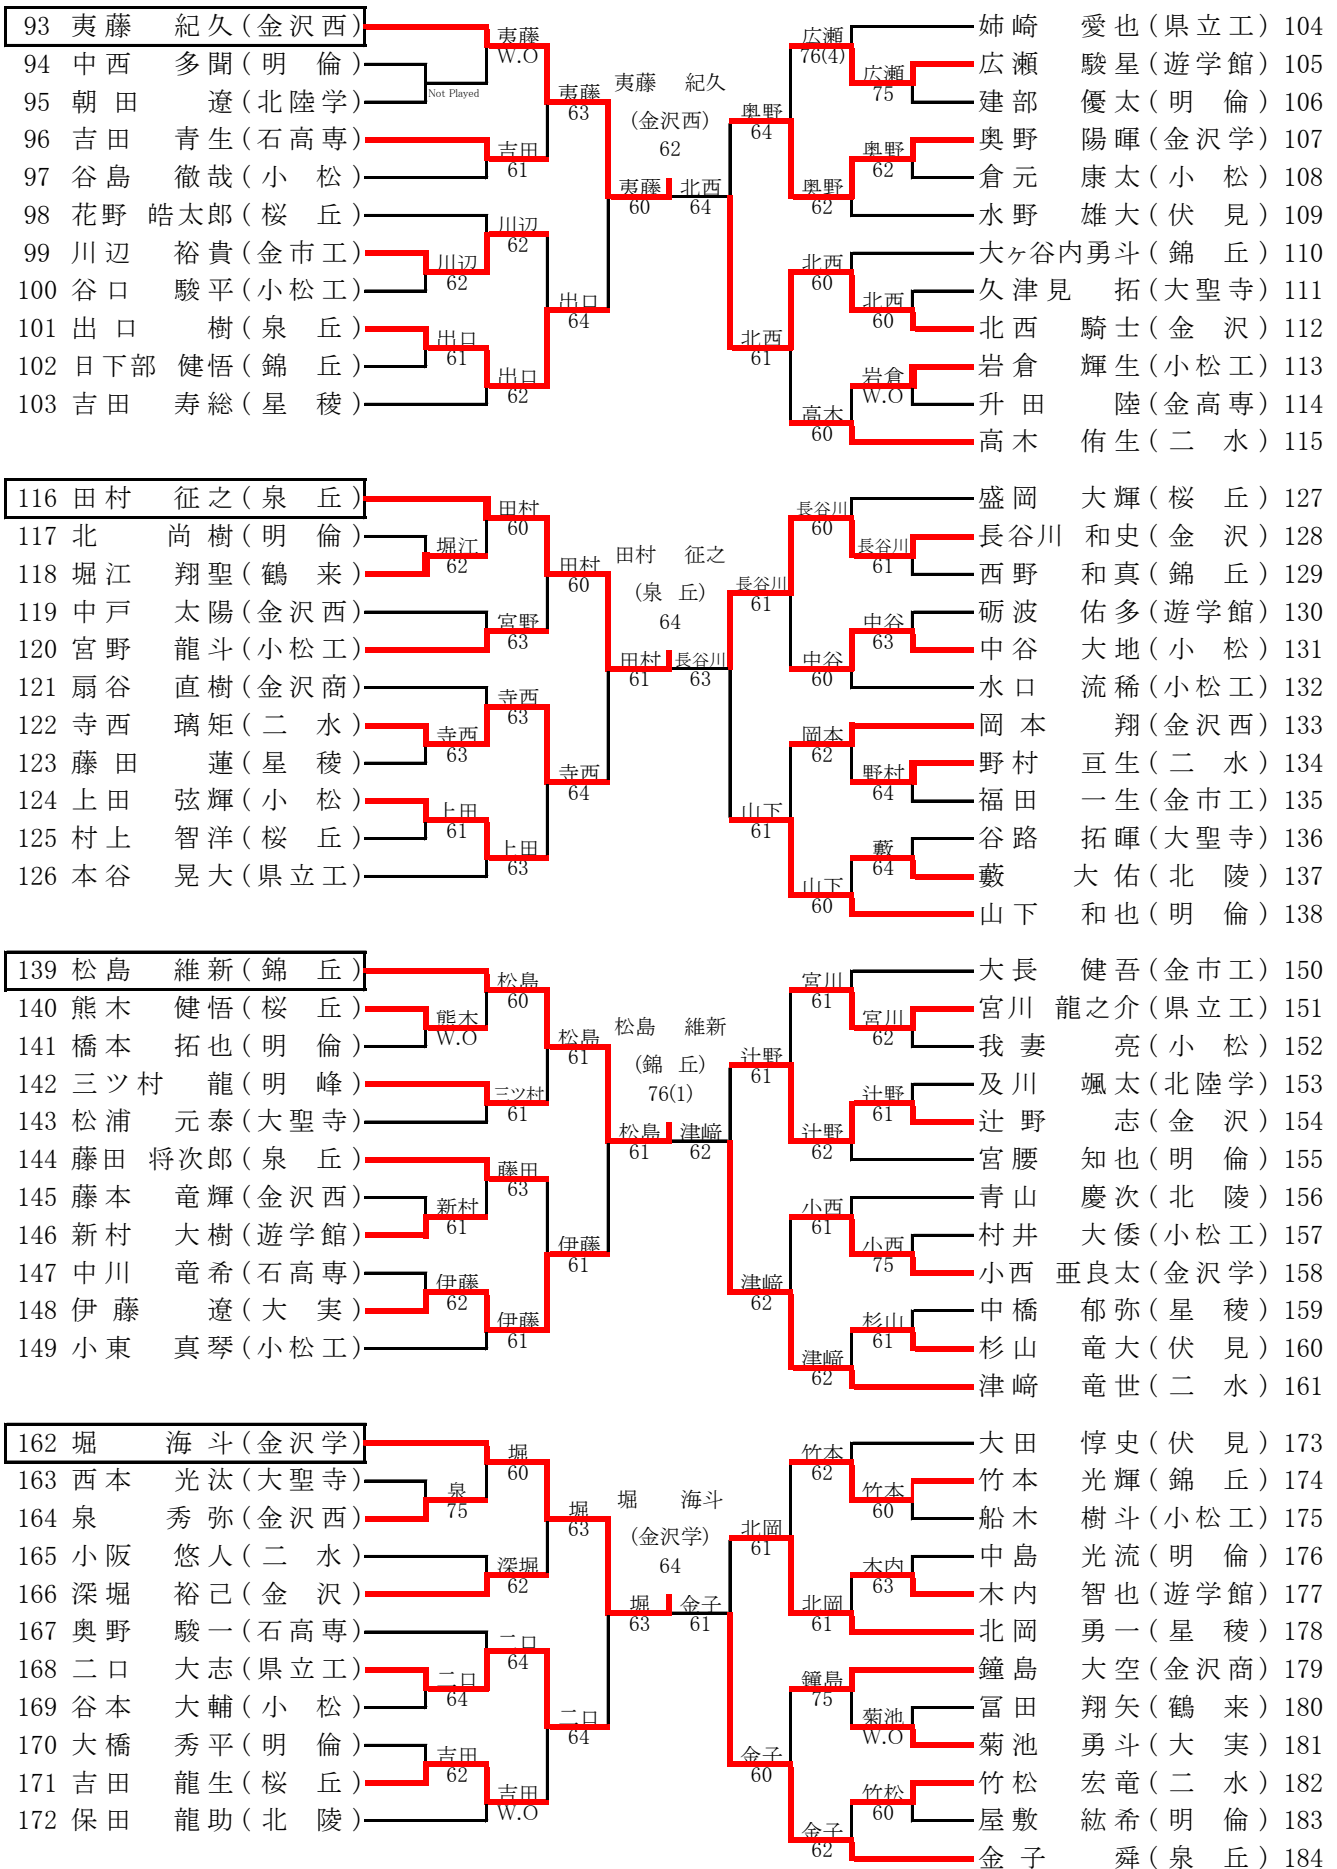 93 夷藤 紀久(金沢西)
94 中西 多聞(明 倫)
95 朝田 遼(北陸学)
96 吉田 青生(石高専)
97 谷島 徹哉(小 松)
98 花野 皓太郎(桜 丘)
99 川辺 裕貴(金市工)
100 谷口 駿平(小松工)
101 出口 樹(泉 丘)
102 日下部 健悟(錦 丘)
103 吉田 寿総(星 稜)
夷藤
W.O
Not Played
吉田
61
川辺
62
川辺
62
出口
61
出口
62
夷藤
63
出口
64
夷藤 紀久
(金沢西)
62
夷藤
60
北西
64
奥野
64
北西
61
広瀬
76(4)
広瀬
75
奥野
62
奥野
62
北西
60
北西
60
岩倉
W.O
高木
60
姉崎 愛也(県立工) 104
広瀬 駿星(遊学館) 105
建部 優太(明 倫) 106
奥野 陽暉(金沢学) 107
倉元 康太(小 松) 108
水野 雄大(伏 見) 109
大ヶ谷内勇斗(錦 丘) 110
久津見 拓(大聖寺) 111
北西 騎士(金 沢) 112
岩倉 輝生(小松工) 113
升田 陸(金高専) 114
高木 侑生(二 水) 115
116 田村 征之(泉 丘)
117 北 尚樹(明 倫)
118 堀江 翔聖(鶴 来)
119 中戸 太陽(金沢西)
120 宮野 龍斗(小松工)
121 扇谷 直樹(金沢商)
122 寺西 璃矩(二 水)
123 藤田 蓮(星 稜)
124 上田 弦輝(小 松)
125 村上 智洋(桜 丘)
126 本谷 晃大(県立工)
田村
60
堀江
62
宮野
63
寺西
63
寺西
63
上田
61
上田
63
田村
60
寺西
64
田村 征之
(泉 丘)
64
田村
61
長谷川
63
長谷川
61
山下
61
長谷川
60
長谷川
61
中谷
63
中谷
60
岡本
62
野村
64
藪
64
山下
60
盛岡 大輝(桜 丘) 127
長谷川 和史(金 沢) 128
西野 和真(錦 丘) 129
砺波 佑多(遊学館) 130
中谷 大地(小 松) 131
水口 流稀(小松工) 132
岡本 翔(金沢西) 133
野村 亘生(二 水) 134
福田 一生(金市工) 135
谷路 拓暉(大聖寺) 136
藪 大佑(北 陵) 137
山下 和也(明 倫) 138
139 松島 維新(錦 丘)
140 熊木 健悟(桜 丘)
141 橋本 拓也(明 倫)
142 三ツ村 龍(明 峰)
143 松浦 元泰(大聖寺)
144 藤田 将次郎(泉 丘)
145 藤本 竜輝(金沢西)
146 新村 大樹(遊学館)
147 中川 竜希(石高専)
148 伊藤 遼(大 実)
149 小東 真琴(小松工)
松島
60
熊木
W.O
三ツ村
61
藤田
63
新村
61
伊藤
62
伊藤
61
松島
61
伊藤
61
松島 維新
(錦 丘)
76(1)
松島
61
津﨑
62
辻野
61
津﨑
62
宮川
61
宮川
62
辻野
61
辻野
62
小西
61
小西
75
杉山
61
津﨑
62
大長 健吾(金市工) 150
宮川 龍之介(県立工) 151
我妻 亮(小 松) 152
及川 颯太(北陸学) 153
辻野 志(金 沢) 154
宮腰 知也(明 倫) 155
青山 慶次(北 陵) 156
村井 大倭(小松工) 157
小西 亜良太(金沢学) 158
中橋 郁弥(星 稜) 159
杉山 竜大(伏 見) 160
津﨑 竜世(二 水) 161
162 堀 海斗(金沢学)
163 西本 光汰(大聖寺)
164 泉 秀弥(金沢西)
165 小阪 悠人(二 水)
166 深堀 裕己(金 沢)
167 奥野 駿一(石高専)
168 二口 大志(県立工)
169 谷本 大輔(小 松)
170 大橋 秀平(明 倫)
171 吉田 龍生(桜 丘)
172 保田 龍助(北 陵)
堀
60
泉
75
深堀
62
二口
64
二口
64
吉田
62
吉田
W.O
堀
63
二口
64
堀 海斗
(金沢学)
64
堀
63
金子
61
北岡
61
金子
60
竹本
62
竹本
60
木内
63
北岡
61
鐘島
75
菊池
W.O
竹松
60
金子
62
大田 惇史(伏 見) 173
竹本 光輝(錦 丘) 174
船木 樹斗(小松工) 175
中島 光流(明 倫) 176
木内 智也(遊学館) 177
北岡 勇一(星 稜) 178
鐘島 大空(金沢商) 179
冨田 翔矢(鶴 来) 180
菊池 勇斗(大 実) 181
竹松 宏竜(二 水) 182
屋敷 紘希(明 倫) 183
金子 舜(泉 丘) 184